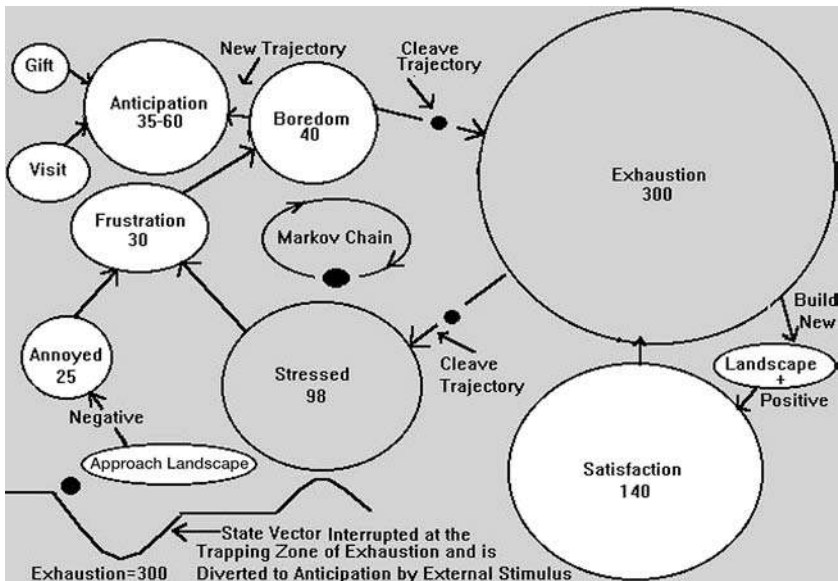 New Trajectory
Cleave
Trajectory
Gift
Anticipation
35-60
Boredom
40
Visit
Exhaustion
300
Frustration
30
Markov Chain
Build
New
Annoyed
25
Stressed
98
Cleave
Trajectory
Landscape
+
Positive
Negative
Approach Landscape
Satisfaction
140
State Vector Interrupted at the
Trapping Zone of Exhaustion and is
Exhaustion=300 Diverted to Anticipation by External Stimulus